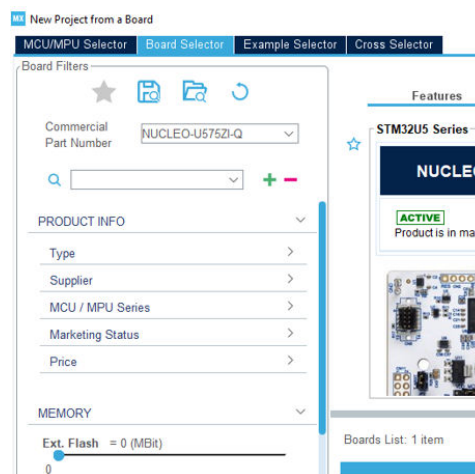 MX New Project from a Board
MCU/MPU Selector Board Selector Example Selector Cross Selector
Board Filters
Features
Commercial
Part Number
NUCLEO-U575ZI-Q
STM32U5 Series
PRODUCT INFO
ACTIVE
Product is in
Type
Supplier
MCU / MPU Series
Marketing Status
Price
MEMORY
Ext. Flash = 0 (MBit)
0
Boards List: 1 item